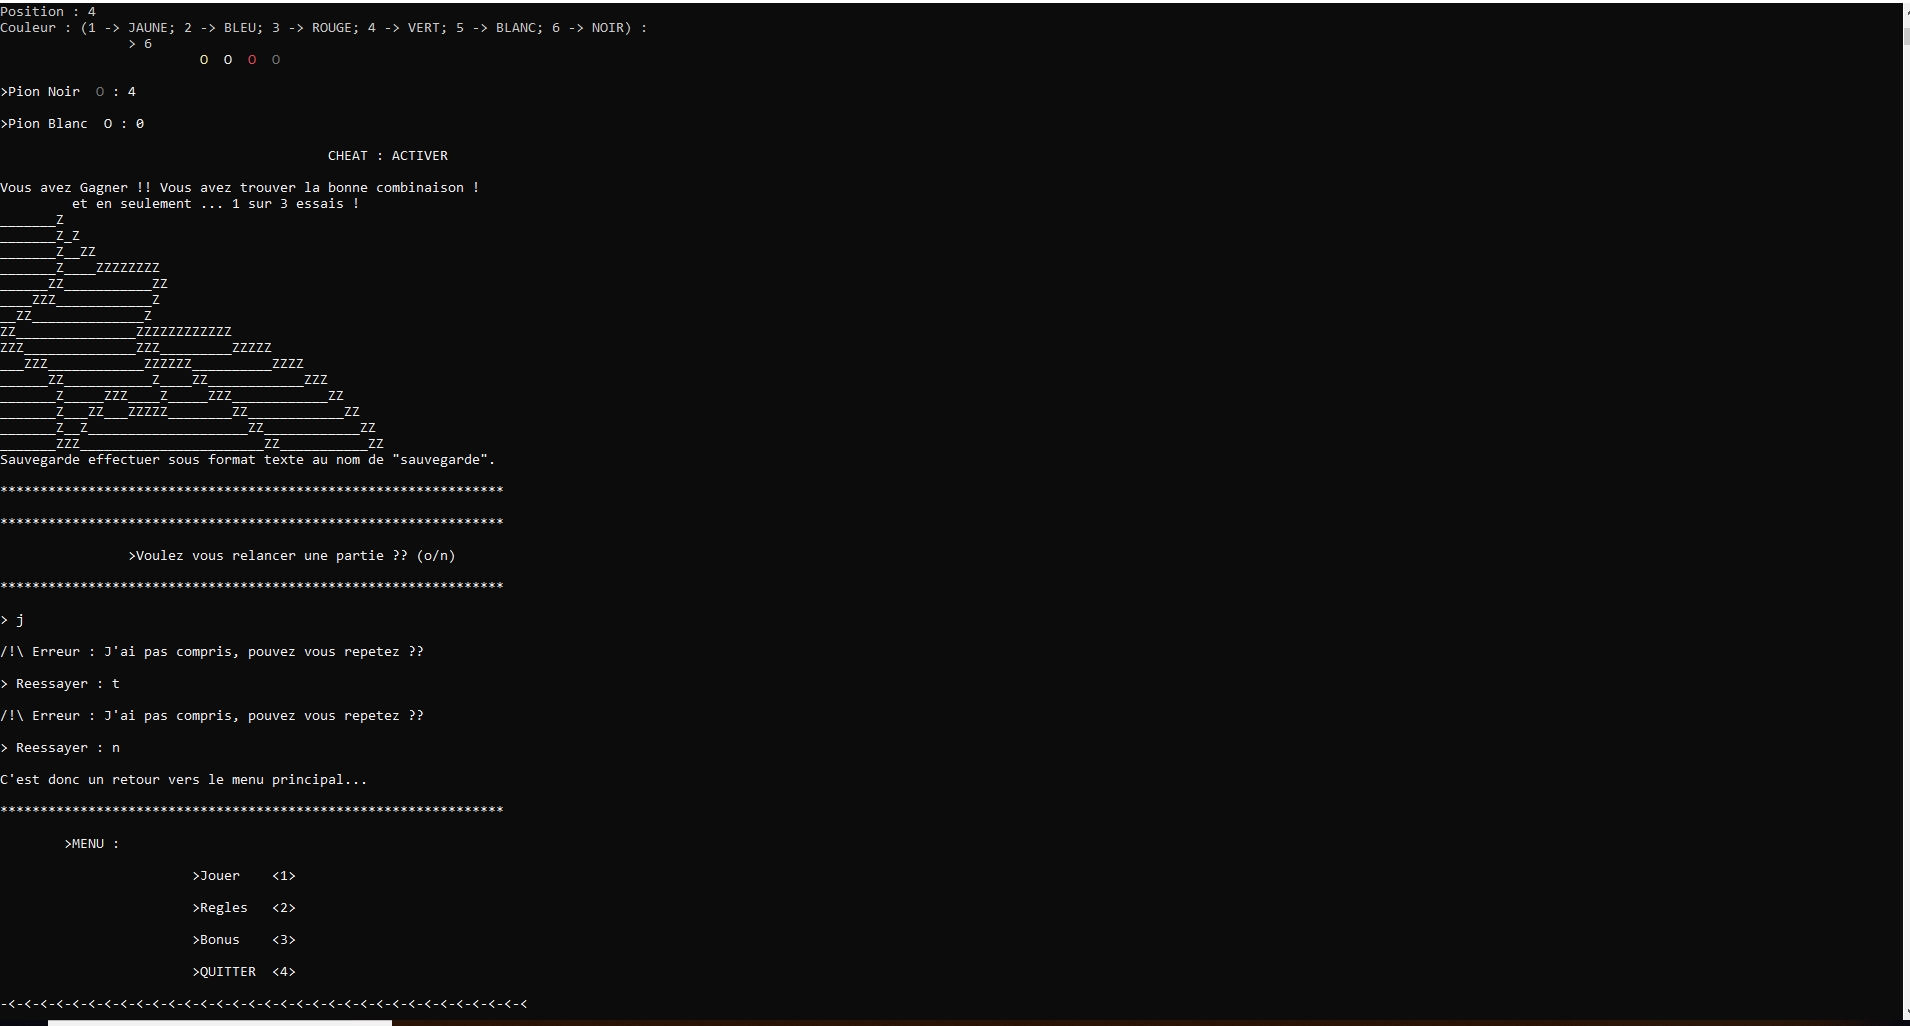 Position : 4
Couleur : (1 -> JAUNE; 2 -> BLEU; 3 -> ROUGE; 4 -> VERT; 5 -> BLANC; 6 -> NOIR) :
> 6
O O O O
>Pion Noir O : 4
>Pion Blanc O : 0
CHEAT : ACTIVER
Vous avez Gagner !! Vous avez trouver la bonne combinaison !
et en seulement ... 1 sur 3 essais !
_______Z
_______Z_Z
_______Z__ZZ
_______Z____ZZZZZZZZ
______ZZ___________ZZ
____ZZZ____________Z
__ZZ______________Z
ZZ_______________ZZZZZZZZZZZZ
ZZZ______________ZZZ_________ZZZZZ
___ZZZ____________ZZZZZZ__________ZZZZ
______ZZ___________Z____ZZ____________ZZZ
_______Z_____ZZZ____Z_____ZZZ____________ZZ
_______Z___ZZ___ZZZZZ________ZZ____________ZZ
_______Z__Z____________________ZZ____________ZZ
_______ZZZ_______________________ZZ___________ZZ
Sauvegarde effectuer sous format texte au nom de "sauvegarde".
***************************************************************
***************************************************************
>Voulez vous relancer une partie ?? (o/n)
***************************************************************
> j
/!\ Erreur : J'ai pas compris, pouvez vous repetez ??
> Reessayer : t
/!\ Erreur : J'ai pas compris, pouvez vous repetez ??
> Reessayer : n
C'est donc un retour vers le menu principal...
***************************************************************
>MENU :
>Jouer <1>
>Regles <2>
>Bonus <3>
>QUITTER <4>
-<-<-<-<-<-<-<-<-<-<-<-<-<-<-<-<-<-<-<-<-<-<-<-<-<-<-<-<-<-<-<-<-<